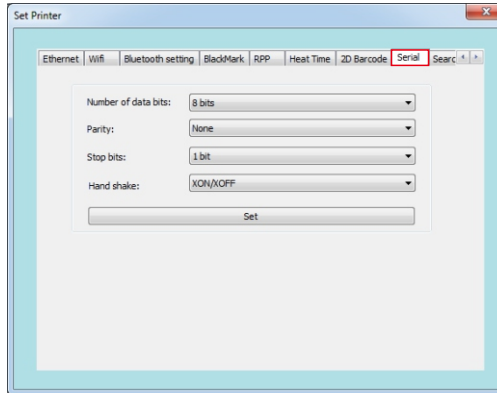 Set Printer
Ethernet Wifi Bluetooth setting BlackMark RPP Heat Time 2D Barcode Serial Searc
Number of data bits: 8 bits
Parity: None
Stop bits: 1 bit
Hand shake: XON/XOFF
Set